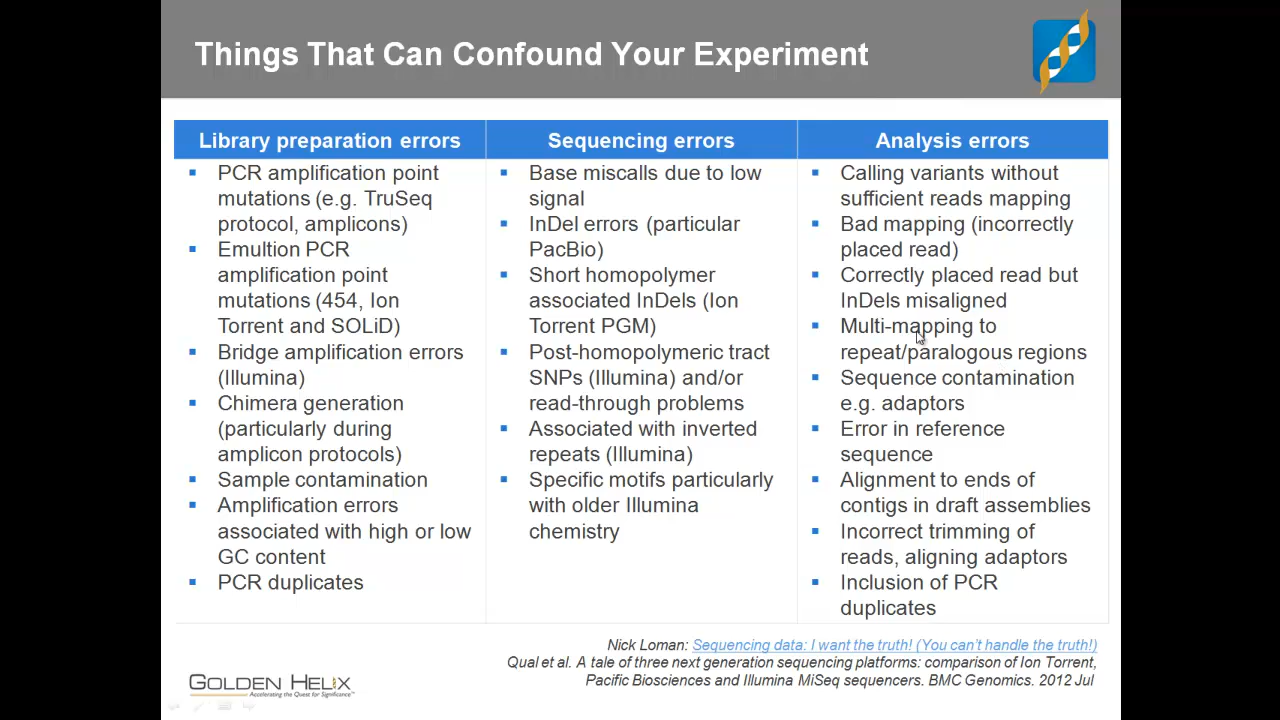 Things That Can Confound Your Experiment
Library preparation errors
PCR amplification point
mutations (e.g. TruSeq
protocol, amplicons)
Emultion PCR
amplification point
mutations (454, Ion
Torrent and SOLiD)
Bridge amplification errors
(Illumina)
Chimera generation
(particularly during
amplicon protocols)
Sample contamination
Amplification errors
associated with high or low
GC content
PCR duplicates
Sequencing errors
Base miscalls due to low
signal
InDel errors (particular
PacBio)
Short homopolymer
associated InDels (Ion
Torrent PGM)
Post-homopolymeric tract
SNPs (Illumina) and/or
read-through problems
Associated with inverted
repeats (Illumina)
Specific motifs particularly
with older Illumina
chemistry
Analysis errors
Calling variants without
sufficient reads mapping
Bad mapping (incorrectly
placed read)
Correctly placed read but
InDels misaligned
Multi-mapping to
repeat/paralogous regions
Sequence contamination
e.g. adaptors
Error in reference
sequence
Alignment to ends of
contigs in draft assemblies
Incorrect trimming of
reads, aligning adaptors
Inclusion of PCR
duplicates
Nick Loman: Sequencing data: I want the truth! (You can't handle the truth!)
Qual et al. A tale of three next generation sequencing platforms: comparison of Ion Torrent,
Pacific Biosciences and Illumina MiSeq sequencers. BMC Genomics. 2012 Jul
GOLDEN HELIX
Accelerating the Quest for Significance™